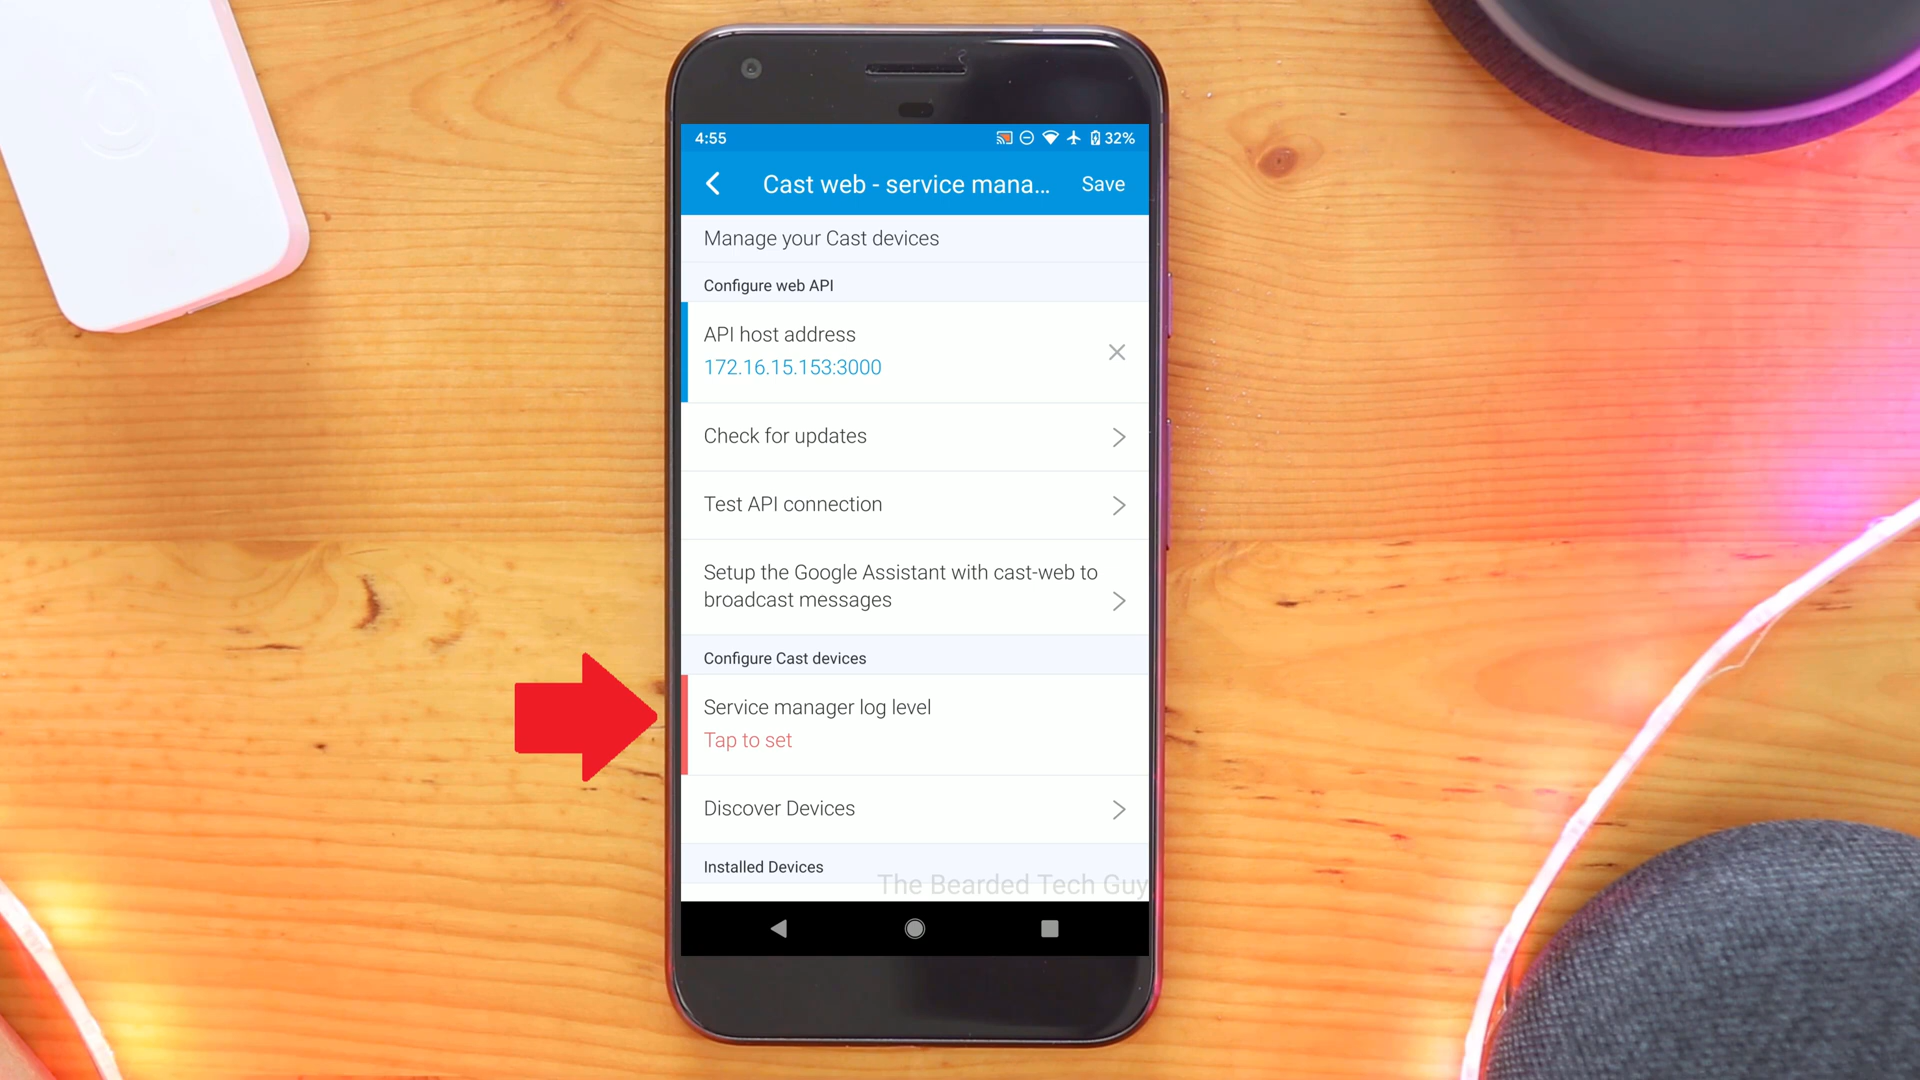 4:55
32%
Cast web - service mana...
Save
Manage your Cast devices
Configure web API
API host address
172.16.15.153:3000
Check for updates
Test API connection
Setup the Google Assistant with cast-web to
broadcast messages
Configure Cast devices
Service manager log level
Tap to set
Discover Devices
Installed Devices
The Bearded Tech Guy